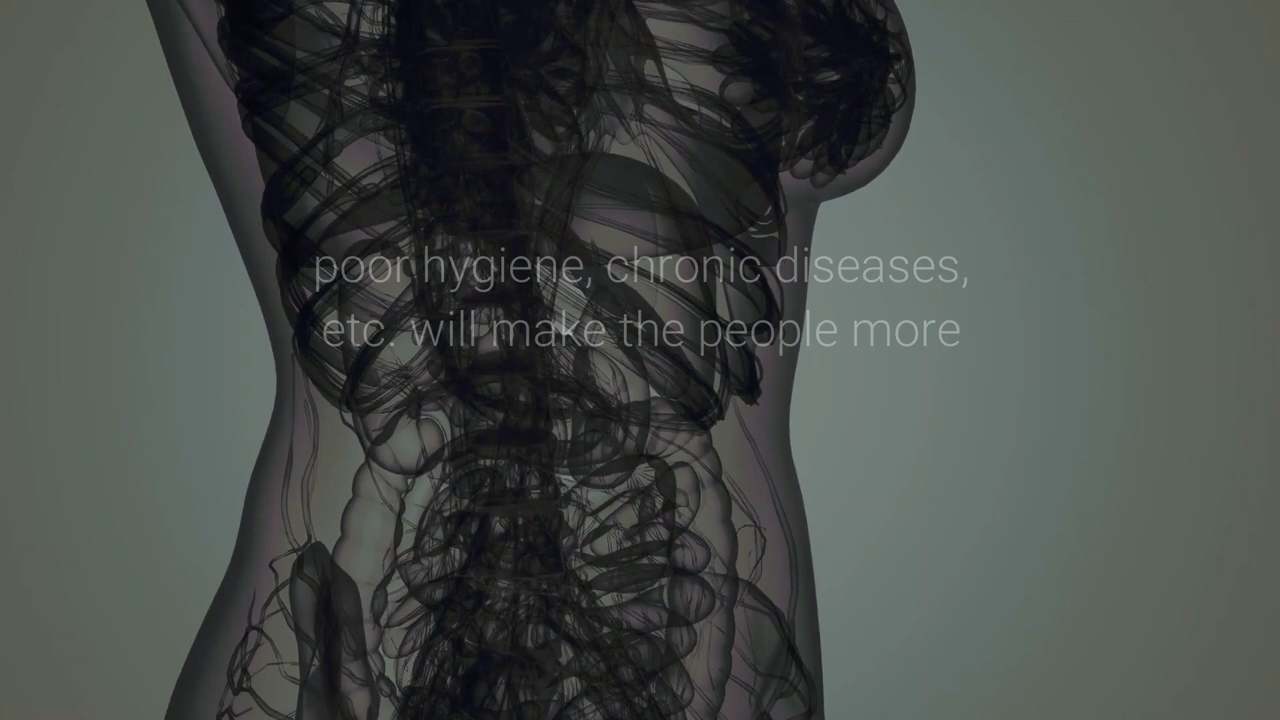 poor hygiene, chronic diseases,
etc. will make the people more